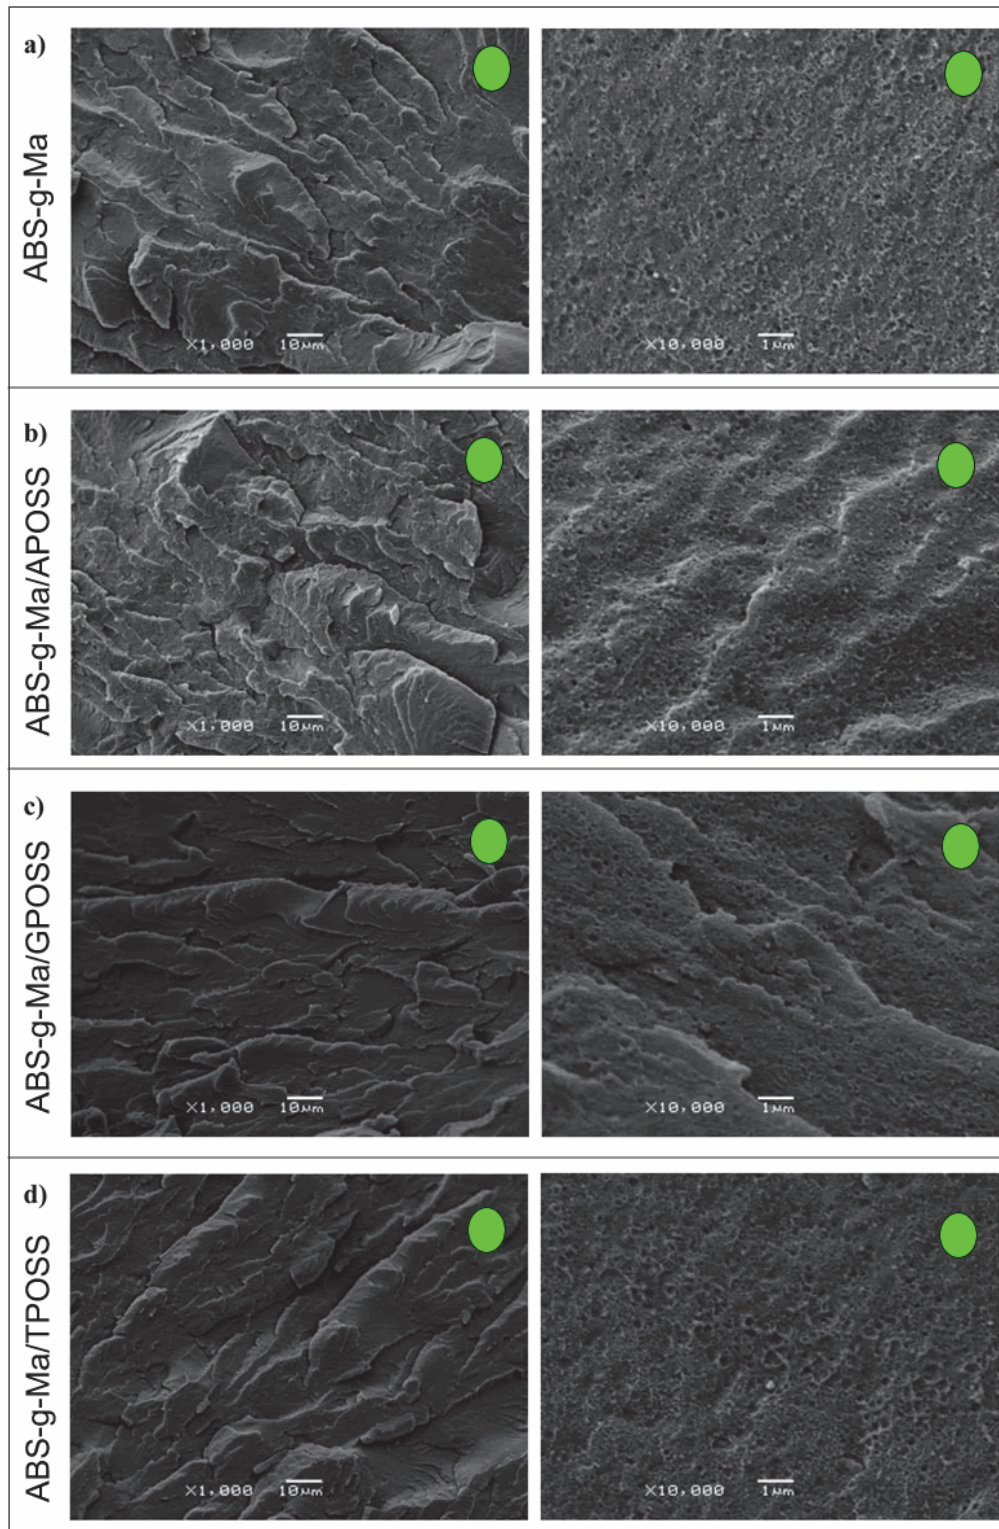 a)
ABS-g-Ma
×1,000 10μm
×10,000 1μm
b)
ABS-g-Ma/APOSS
×1,000 10μm
×10,000 1μm
c)
ABS-g-Ma/GPOSS
×1,000 10μm
×10,000 1μm
d)
ABS-g-Ma/TPOSS
×1,000 10μm
×10,000 1μm